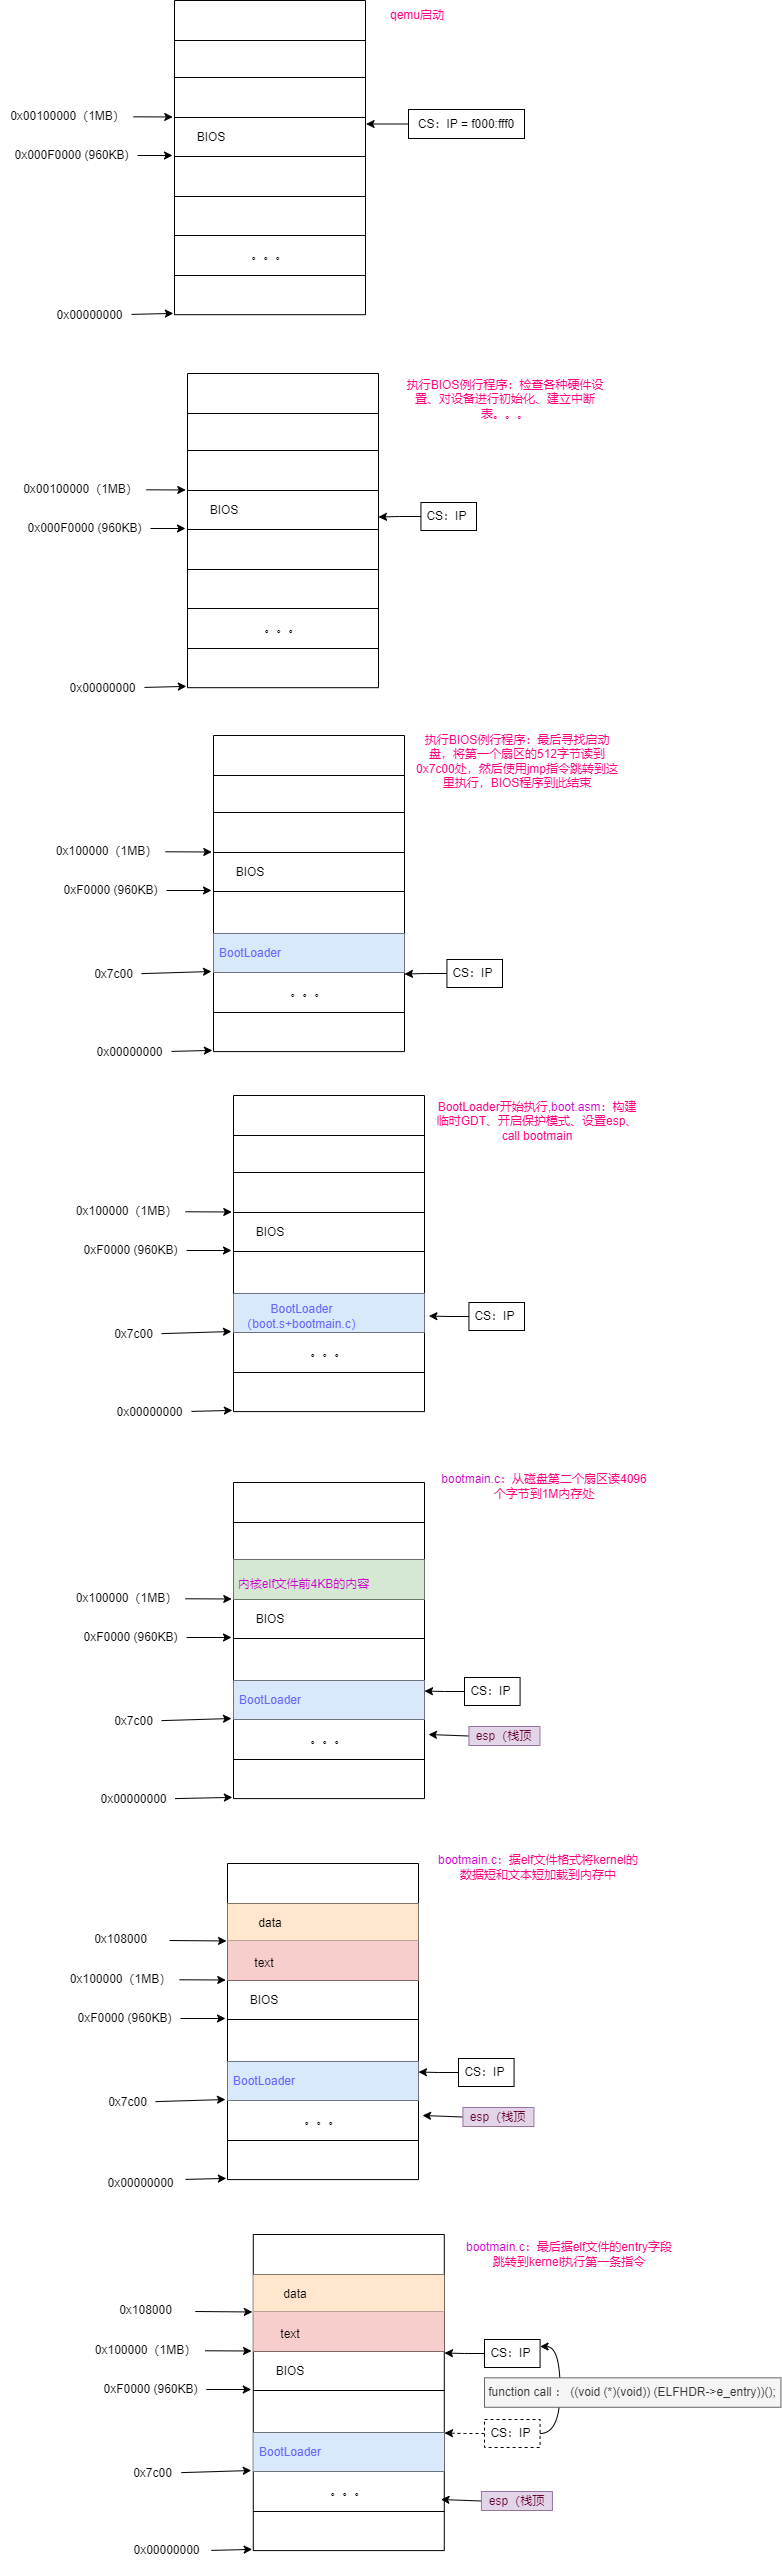 qemu启动
0x00100000（1MB）
CS：IP = f000:fff0
BIOS
0x000F0000 (960KB)
。。。
0x00000000
执行BIOS例行程序：检查各种硬件设
置、对设备进行初始化、建立中断
表。。。
0x00100000（1MB）
BIOS
CS：IP
0x000F0000 (960KB)
。。。
0x00000000
执行BIOS例行程序：最后寻找启动
盘，将第一个扇区的512字节读到
0x7c00处，然后使用jmp指令跳转到这
里执行，BIOS程序到此结束
0x100000（1MB）
BIOS
0xF0000 (960KB)
BootLoader
0x7c00
CS：IP
。。。
0x00000000
BootLoader开始执行,boot.asm：构建
临时GDT、开启保护模式、设置esp、
call bootmain
0x100000（1MB）
BIOS
0xF0000 (960KB)
BootLoader
（boot.s+bootmain.c）
CS：IP
0x7c00
。。。
0x00000000
bootmain.c：从磁盘第二个扇区读4096
个字节到1M内存处
内核elf文件前4KB的内容
0x100000（1MB）
BIOS
0xF0000 (960KB)
CS：IP
BootLoader
0x7c00
esp（栈顶
。。。
0x00000000
bootmain.c：据elf文件格式将kernel的
数据短和文本短加载到内存中
data
0x108000
text
0x100000（1MB）
BIOS
0xF0000 (960KB)
CS：IP
BootLoader
0x7c00
esp（栈顶
。。。
0x00000000
bootmain.c：最后据elf文件的entry字段
跳转到kernel执行第一条指令
data
0x108000
text
0x100000（1MB）
CS：IP
BIOS
0xF0000 (960KB)
function call： ((void (*)(void)) (ELFHDR->e_entry))();
CS：IP
BootLoader
0x7c00
esp（栈顶
。。。
0x00000000